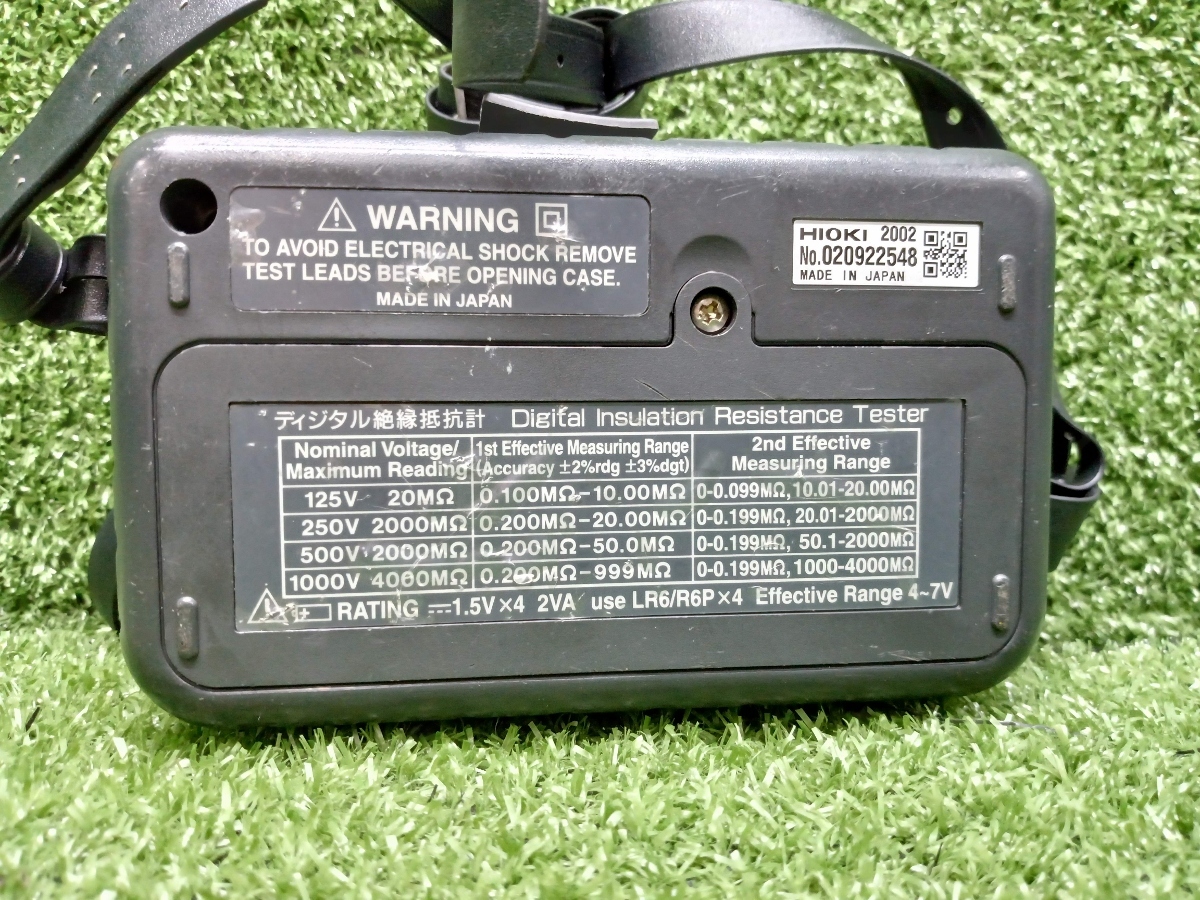 WARNING
TO AVOID ELECTRICAL SHOCK REMOVE
TEST LEADS BEFORE OPENING CASE.
MADE IN JAPAN
HIOKI 2002
No.020922548
MADE IN JAPAN
ディジタル絶縁抵抗計 Digital Insulation Resistance Tester
Nominal Voltage/ 1st Effective Measuring Range 2nd Effective
Maximum Reading (Accuracy ±2%rdg ±3%dgt) Measuring Range
125V 20MΩ 0.100MΩ-10.00MΩ 0-0.099MΩ, 10.01-20.00MΩ
250V 2000MΩ 0.200MΩ-20.00MΩ 0-0.199MΩ, 20.01-2000MΩ
500V 2000MΩ 0.200MΩ-50.0MΩ 0-0.199MΩ, 50.1-2000MΩ
1000V 4000MΩ 0.200MΩ-999MΩ 0-0.199MΩ, 1000-4000MΩ
RATING ⎓1.5V×4 2VA use LR6/R6P×4 Effective Range 4~7V